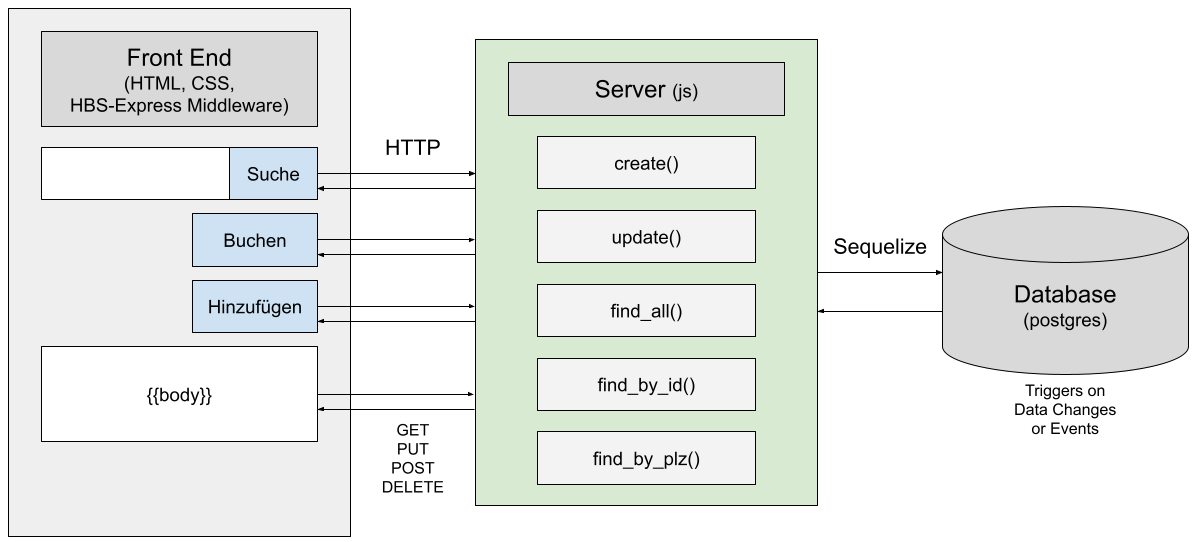 Front End
(HTML, CSS,
HBS-Express Middleware)
Suche
Buchen
Hinzufügen
{{body}}
HTTP
GET
PUT
POST
DELETE
Server (js)
create()
update()
find_all()
find_by_id()
find_by_plz()
Sequelize
Database
(postgres)
Triggers on
Data Changes
or Events